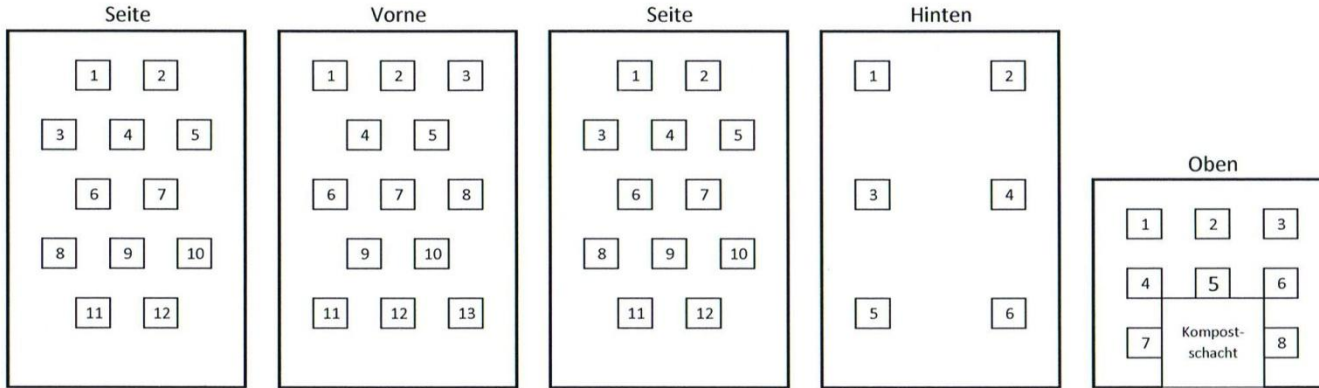 Seite
1 2
3 4 5
6 7
8 9 10
11 12
Vorne
1 2 3
4 5
6 7 8
9 10
11 12 13
Seite
1 2
3 4 5
6 7
8 9 10
11 12
Hinten
1 2
3 4
5 6
Oben
1 2 3
4 5 6
7 8
Kompost-
schacht